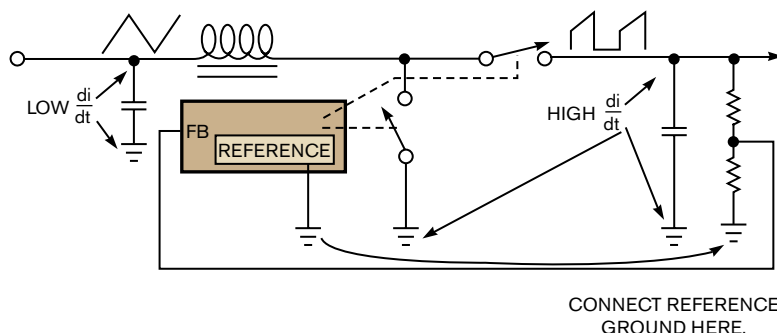 LOW di/dt
HIGH di/dt
FB
REFERENCE
CONNECT REFERENCE
GROUND HERE.